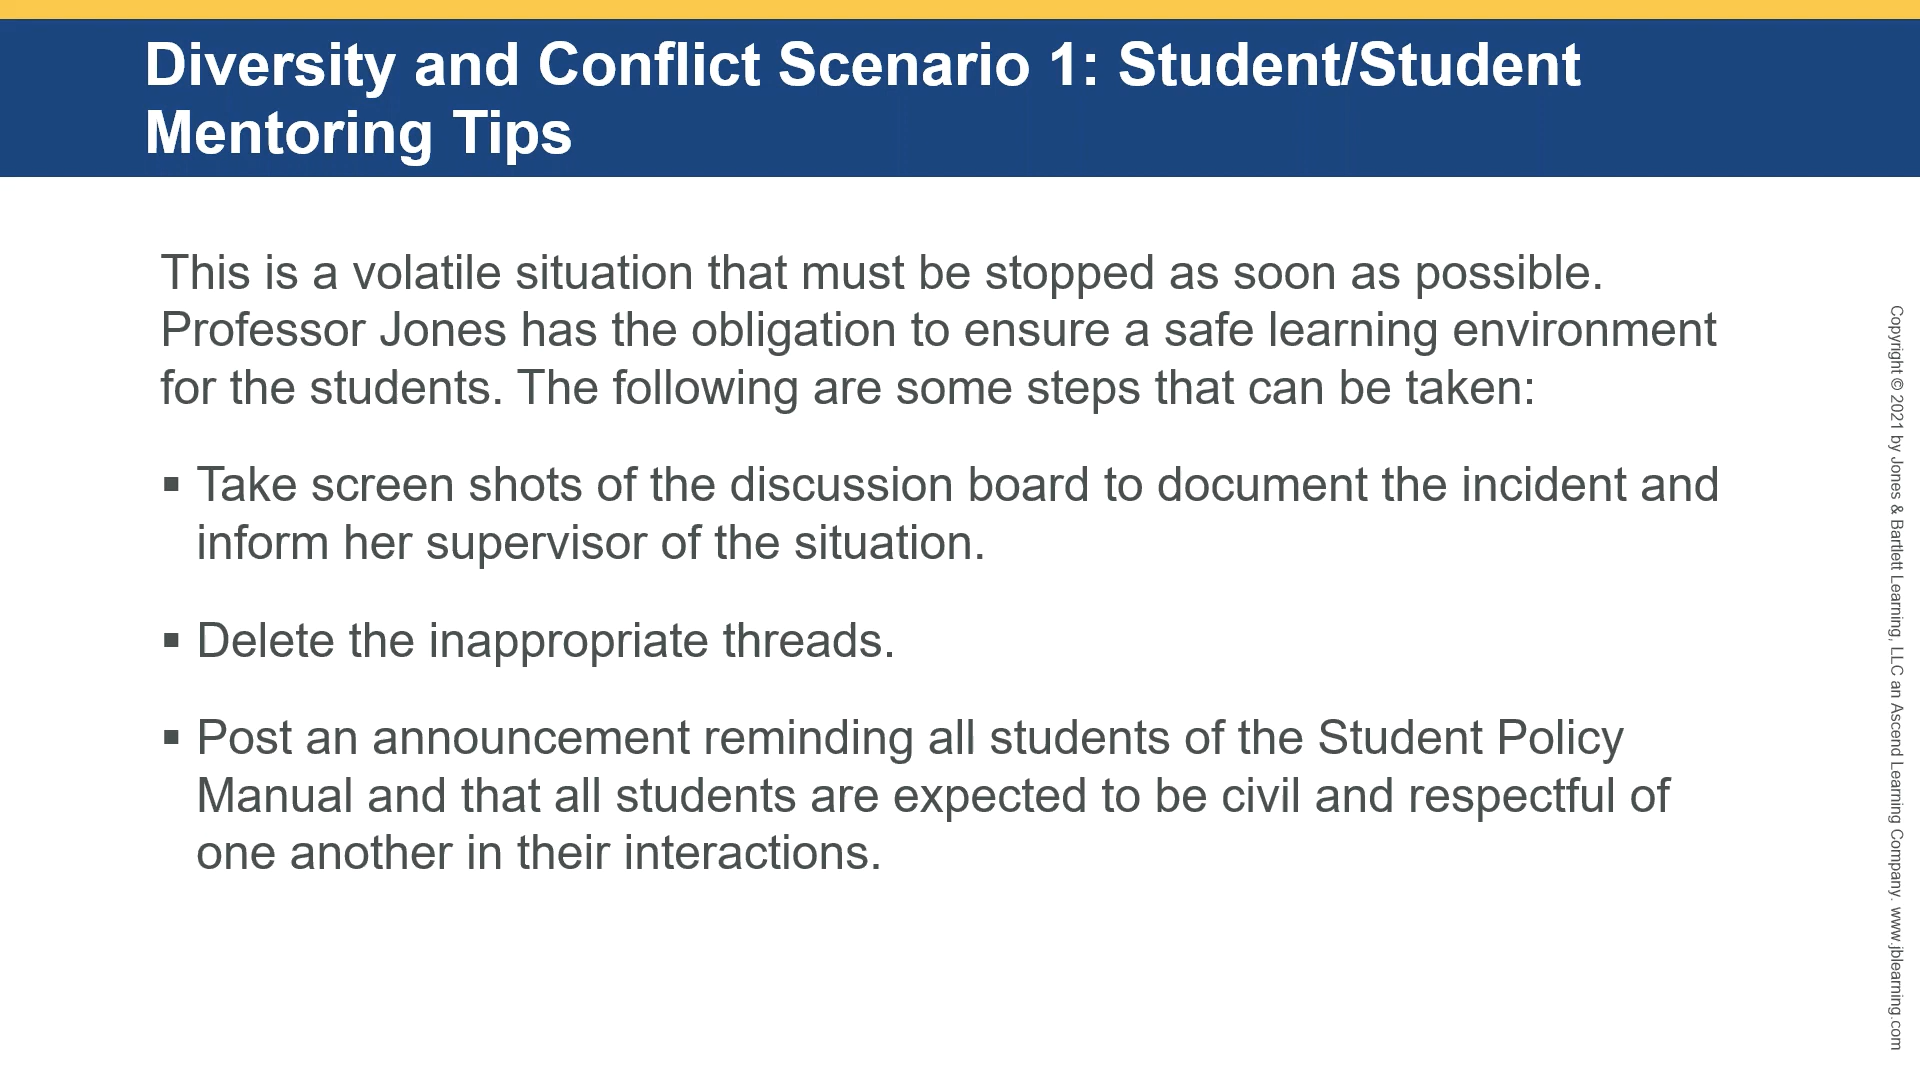 Diversity and Conflict Scenario 1: Student/Student
Mentoring Tips
This is a volatile situation that must be stopped as soon as possible.
Professor Jones has the obligation to ensure a safe learning environment
for the students. The following are some steps that can be taken:
▪ Take screen shots of the discussion board to document the incident and
inform her supervisor of the situation.
▪ Delete the inappropriate threads.
▪ Post an announcement reminding all students of the Student Policy
Manual and that all students are expected to be civil and respectful of
one another in their interactions.
Copyright © 2021 by Jones & Bartlett Learning, LLC an Ascend Learning Company. www.jblearning.com